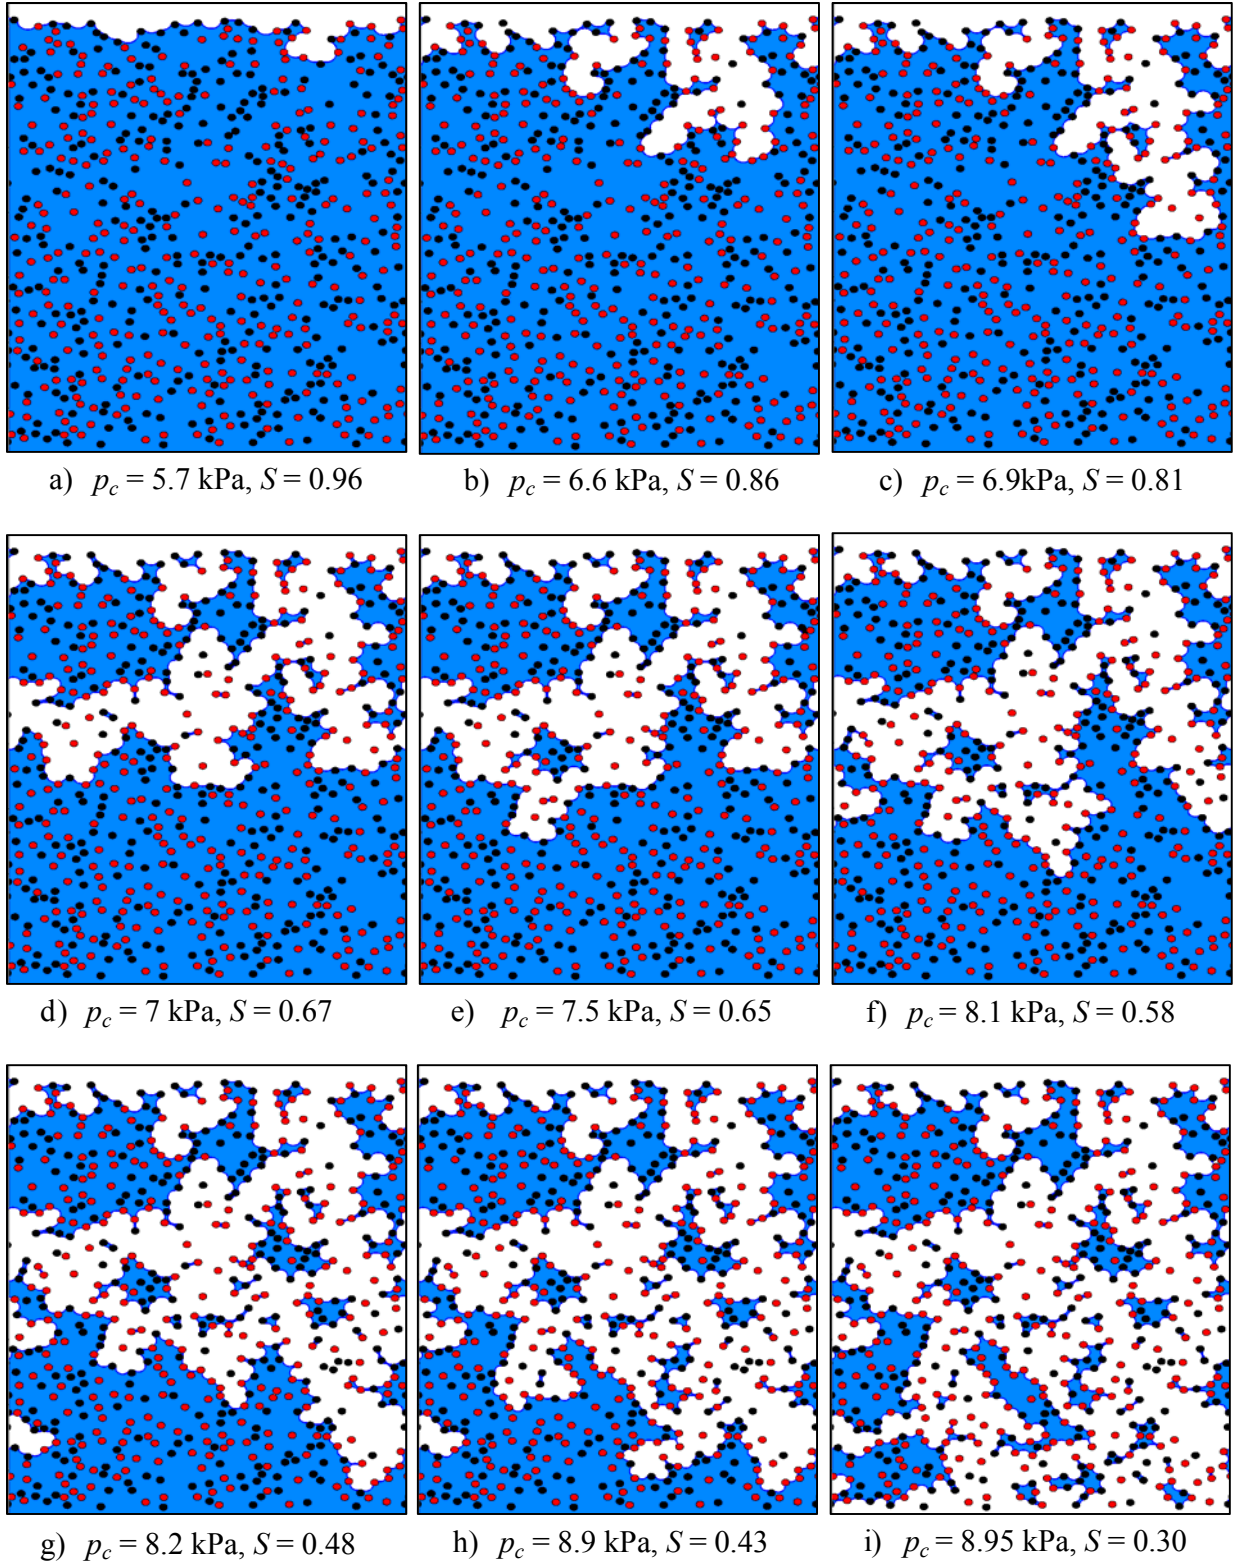 a) p_c = 5.7 kPa, S = 0.96
b) p_c = 6.6 kPa, S = 0.86
c) p_c = 6.9kPa, S = 0.81
d) p_c = 7 kPa, S = 0.67
e) p_c = 7.5 kPa, S = 0.65
f) p_c = 8.1 kPa, S = 0.58
g) p_c = 8.2 kPa, S = 0.48
h) p_c = 8.9 kPa, S = 0.43
i) p_c = 8.95 kPa, S = 0.30